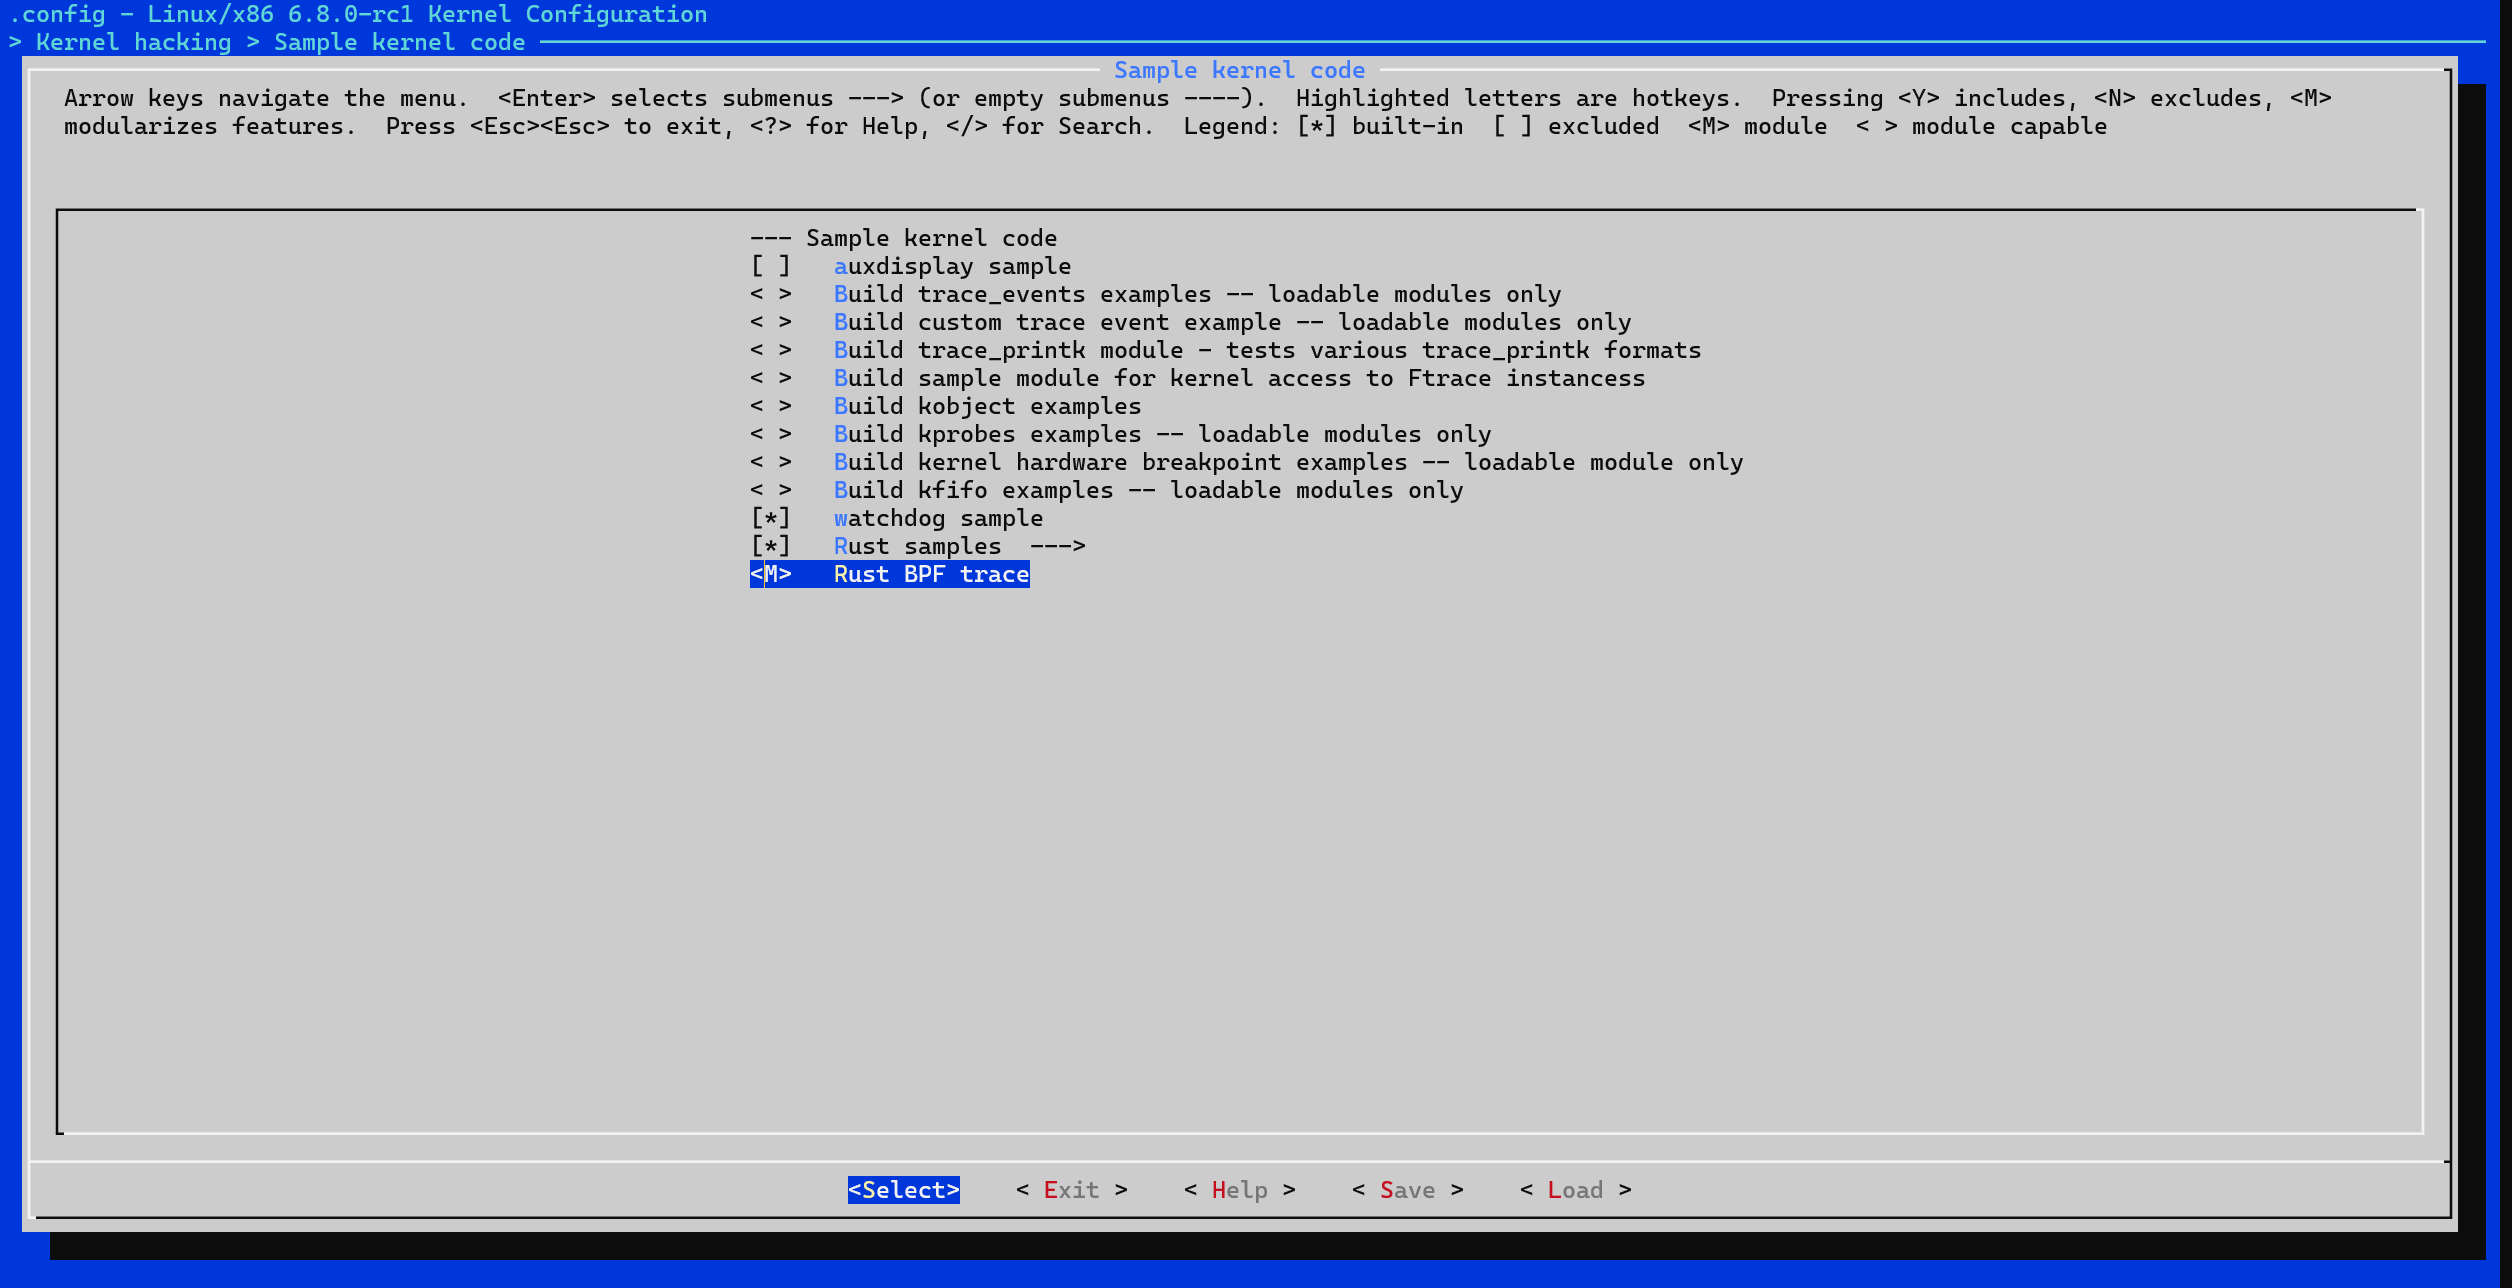 .config - Linux/x86 6.8.0-rc1 Kernel Configuration
> Kernel hacking > Sample kernel code
Sample kernel code
Arrow keys navigate the menu.  <Enter> selects submenus ---> (or empty submenus ----).  Highlighted letters are hotkeys.  Pressing <Y> includes, <N> excludes, <M>
modularizes features.  Press <Esc><Esc> to exit, <?> for Help, </> for Search.  Legend: [*] built-in  [ ] excluded  <M> module  < > module capable
--- Sample kernel code
[ ]   auxdisplay sample
< >   Build trace_events examples -- loadable modules only
< >   Build custom trace event example -- loadable modules only
< >   Build trace_printk module - tests various trace_printk formats
< >   Build sample module for kernel access to Ftrace instancess
< >   Build kobject examples
< >   Build kprobes examples -- loadable modules only
< >   Build kernel hardware breakpoint examples -- loadable module only
< >   Build kfifo examples -- loadable modules only
[*]   watchdog sample
[*]   Rust samples  --->
<M>   Rust BPF trace
<Select>    < Exit >    < Help >    < Save >    < Load >